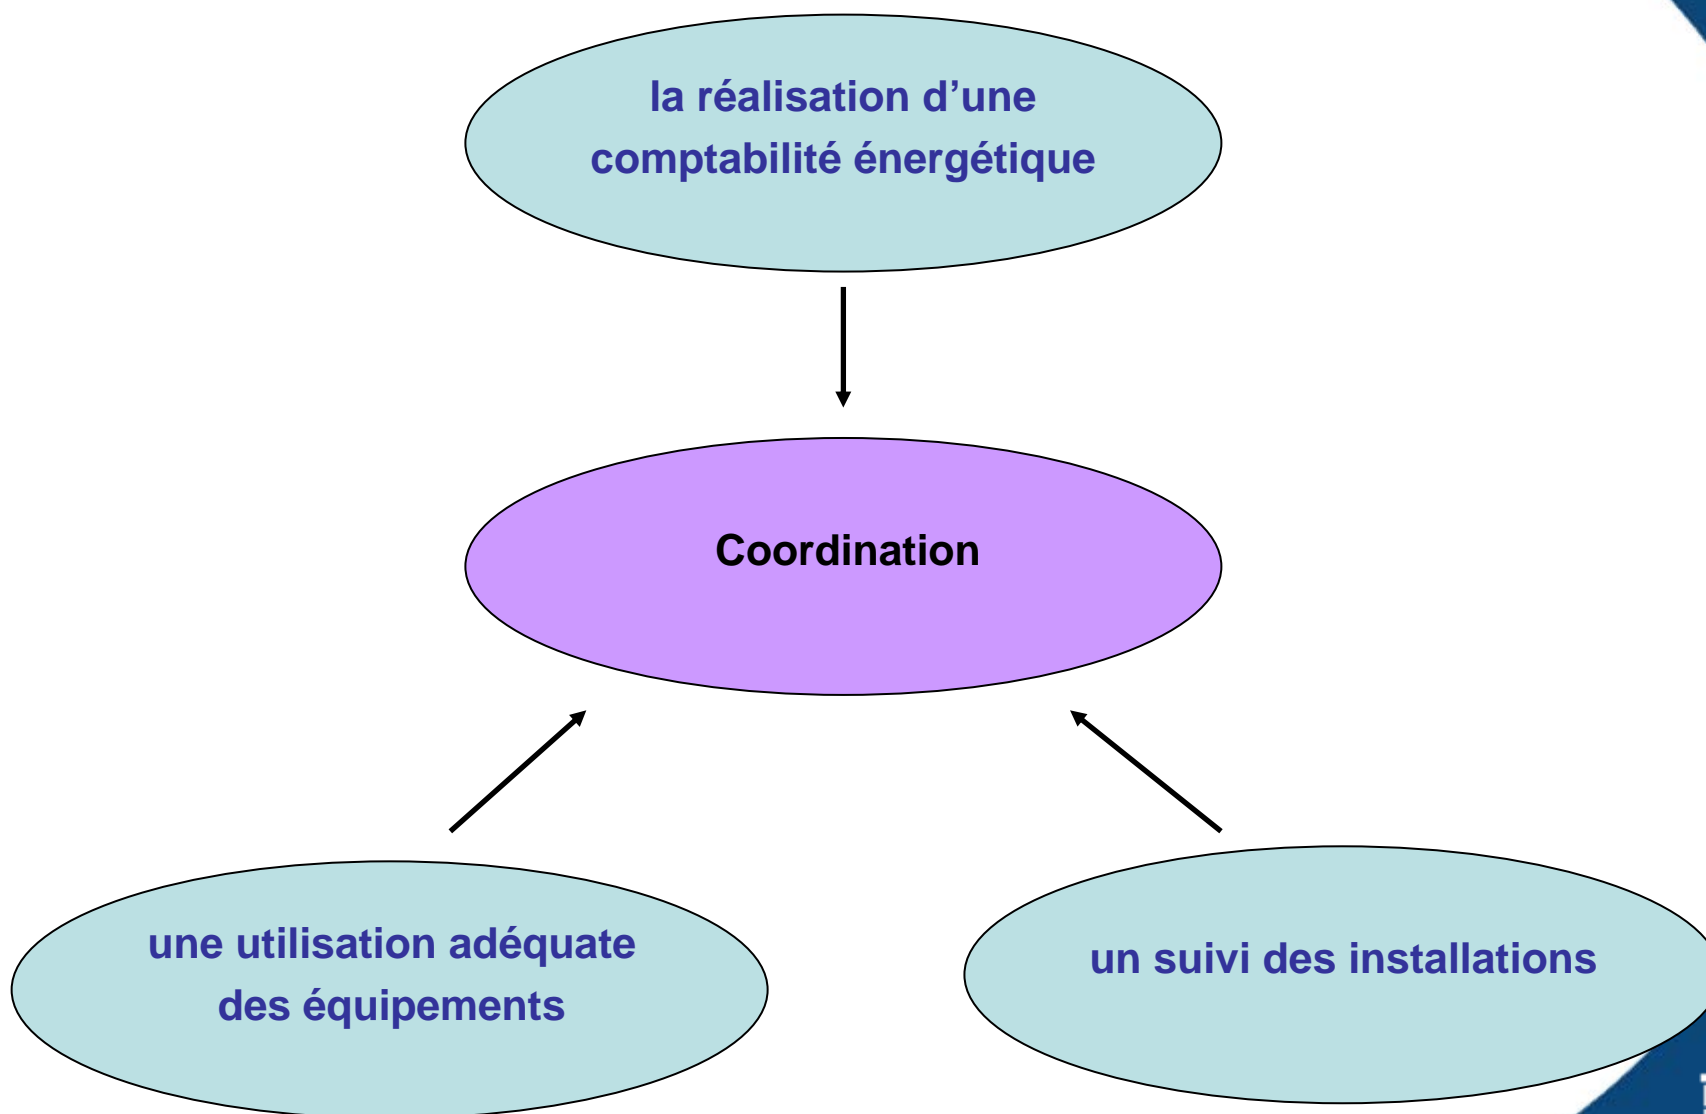 la réalisation d’une
comptabilité énergétique
Coordination
une utilisation adéquate
des équipements
un suivi des installations